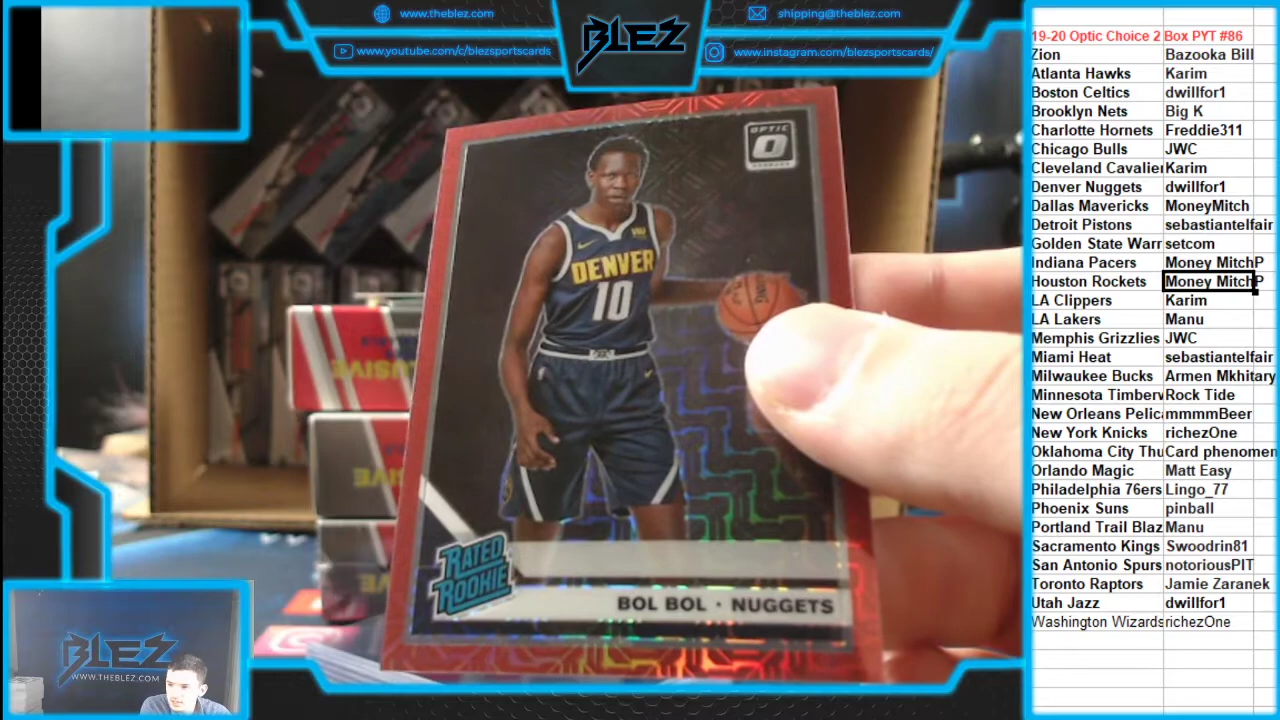 www.theblez.com
www.youtube.com/c/blezsportscards
BLEZ
shipping@theblez.com
www.instagram.com/blezsportscards/
OPTIC
DENVER
10
RATED ROOKIE
BOL BOL · NUGGETS
BLEZ
WWW.THEBLEZ.COM
19-20 Optic Choice 2 Box PYT #86
Zion Bazooka Bill
Atlanta Hawks Karim
Boston Celtics dwillfor1
Brooklyn Nets Big K
Charlotte Hornets Freddie311
Chicago Bulls JWC
Cleveland Cavalier Karim
Denver Nuggets dwillfor1
Dallas Mavericks MoneyMitch
Detroit Pistons sebastiantelfair
Golden State Warr setcom
Indiana Pacers Money MitchP
Houston Rockets Money MitchP
LA Clippers Karim
LA Lakers Manu
Memphis Grizzlies JWC
Miami Heat sebastiantelfair
Milwaukee Bucks Armen Mkhitary
Minnesota Timberv Rock Tide
New Orleans Pelica mmmmBeer
New York Knicks richezOne
Oklahoma City Thu Card phenomen
Orlando Magic Matt Easy
Philadelphia 76ers Lingo_77
Phoenix Suns pinball
Portland Trail Blaz Manu
Sacramento Kings Swoodrin81
San Antonio Spurs notoriousPIT
Toronto Raptors Jamie Zaranek
Utah Jazz dwillfor1
Washington Wizards richezOne